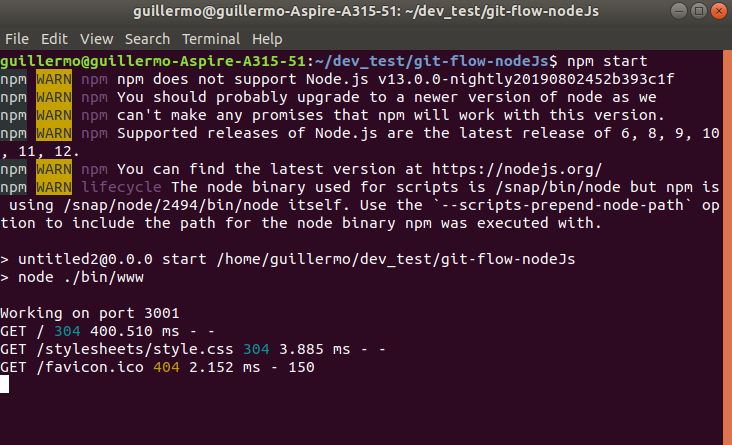 guillermo@guillermo-Aspire-A315-51: ~/dev_test/git-flow-nodeJs
File Edit View Search Terminal Help
guillermo@guillermo-Aspire-A315-51:~/dev_test/git-flow-nodeJs$ npm start
npm WARN npm npm does not support Node.js v13.0.0-nightly20190802452b393c1f
npm WARN npm You should probably upgrade to a newer version of node as we
npm WARN npm can't make any promises that npm will work with this version.
npm WARN npm Supported releases of Node.js are the latest release of 6, 8, 9, 10
, 11, 12.
npm WARN npm You can find the latest version at https://nodejs.org/
npm WARN lifecycle The node binary used for scripts is /snap/bin/node but npm is
using /snap/node/2494/bin/node itself. Use the `--scripts-prepend-node-path` op
tion to include the path for the node binary npm was executed with.
> untitled2@0.0.0 start /home/guillermo/dev_test/git-flow-nodeJs
> node ./bin/www
Working on port 3001
GET / 304 400.510 ms - -
GET /stylesheets/style.css 304 3.885 ms - -
GET /favicon.ico 404 2.152 ms - 150